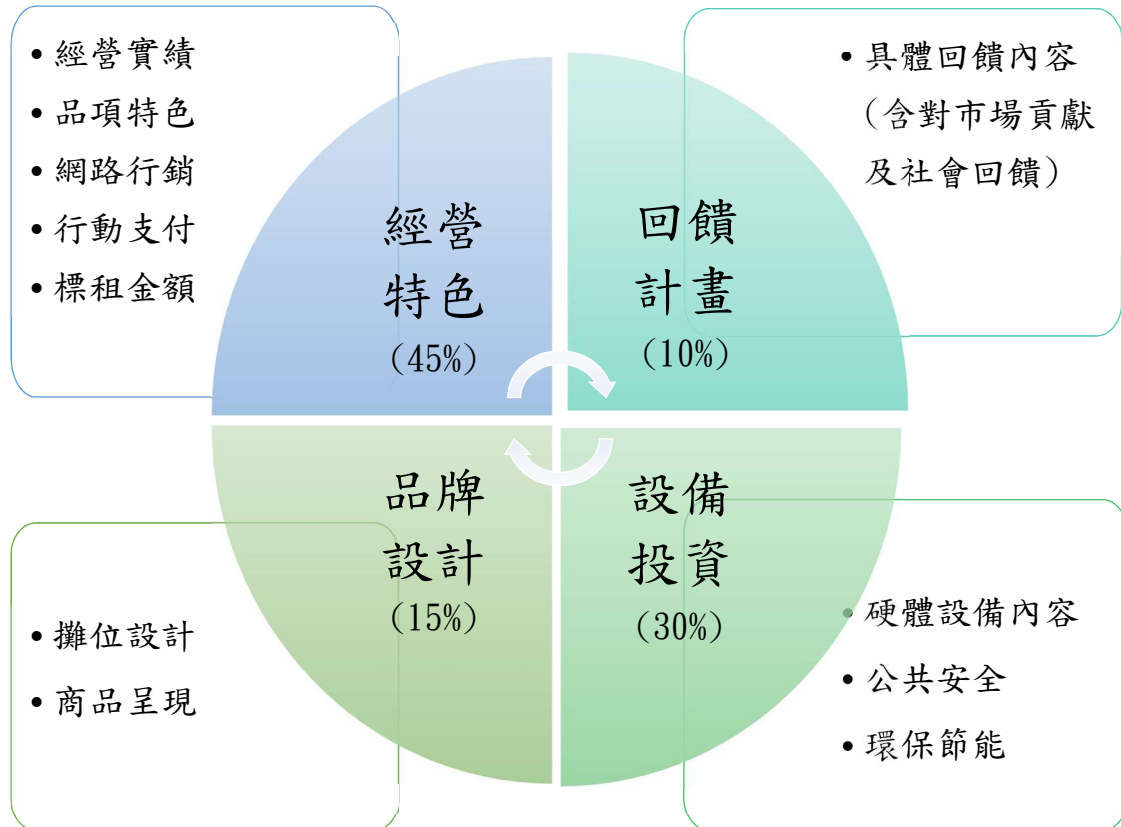 • 經營實績
• 品項特色
• 網路行銷
• 行動支付
• 標租金額
經營
特色
(45%)
回饋
計畫
(10%)
• 具體回饋內容
（含對市場貢獻
及社會回饋）
品牌
設計
(15%)
• 攤位設計
• 商品呈現
設備
投資
(30%)
• 硬體設備內容
• 公共安全
• 環保節能